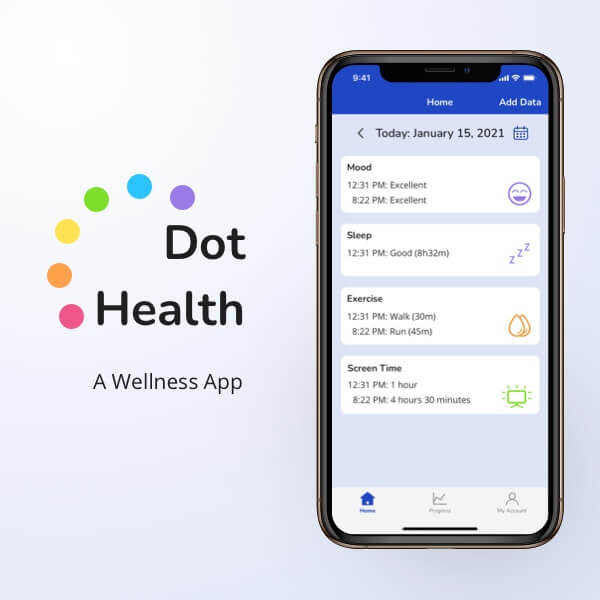 Dot
Health
A Wellness App
9:41
Home
Add Data
Today: January 15, 2021
Mood
12:31 PM: Excellent
8:22 PM: Excellent
Sleep
12:31 PM: Good (8h32m)
z z z
Exercise
12:31 PM: Walk (30m)
8:22 PM: Run (45m)
Screen Time
12:31 PM: 1 hour
8:22 PM: 4 hours 30 minutes
Home
Progress
My Account